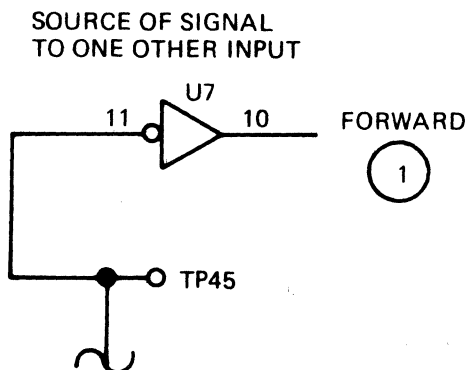 SOURCE OF SIGNAL
TO ONE OTHER INPUT
U7
11
10
FORWARD
1
TP45